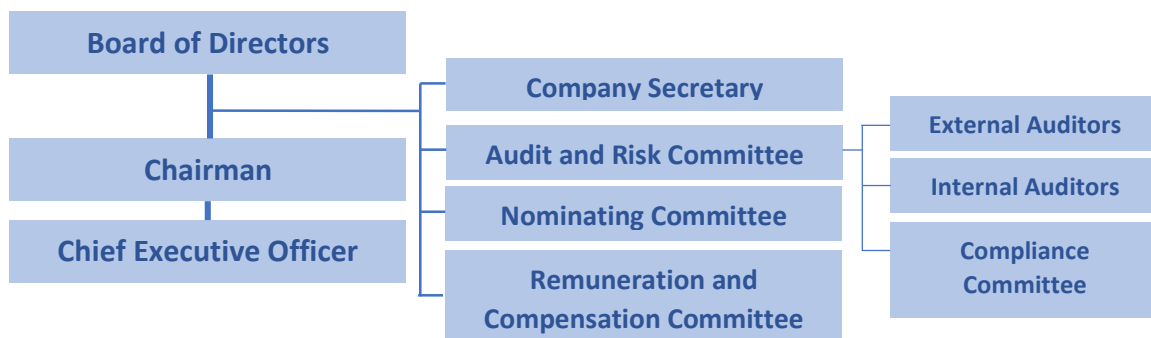 Board of Directors
Chairman
Chief Executive Officer
Company Secretary
Audit and Risk Committee
Nominating Committee
Remuneration and
Compensation Committee
External Auditors
Internal Auditors
Compliance
Committee